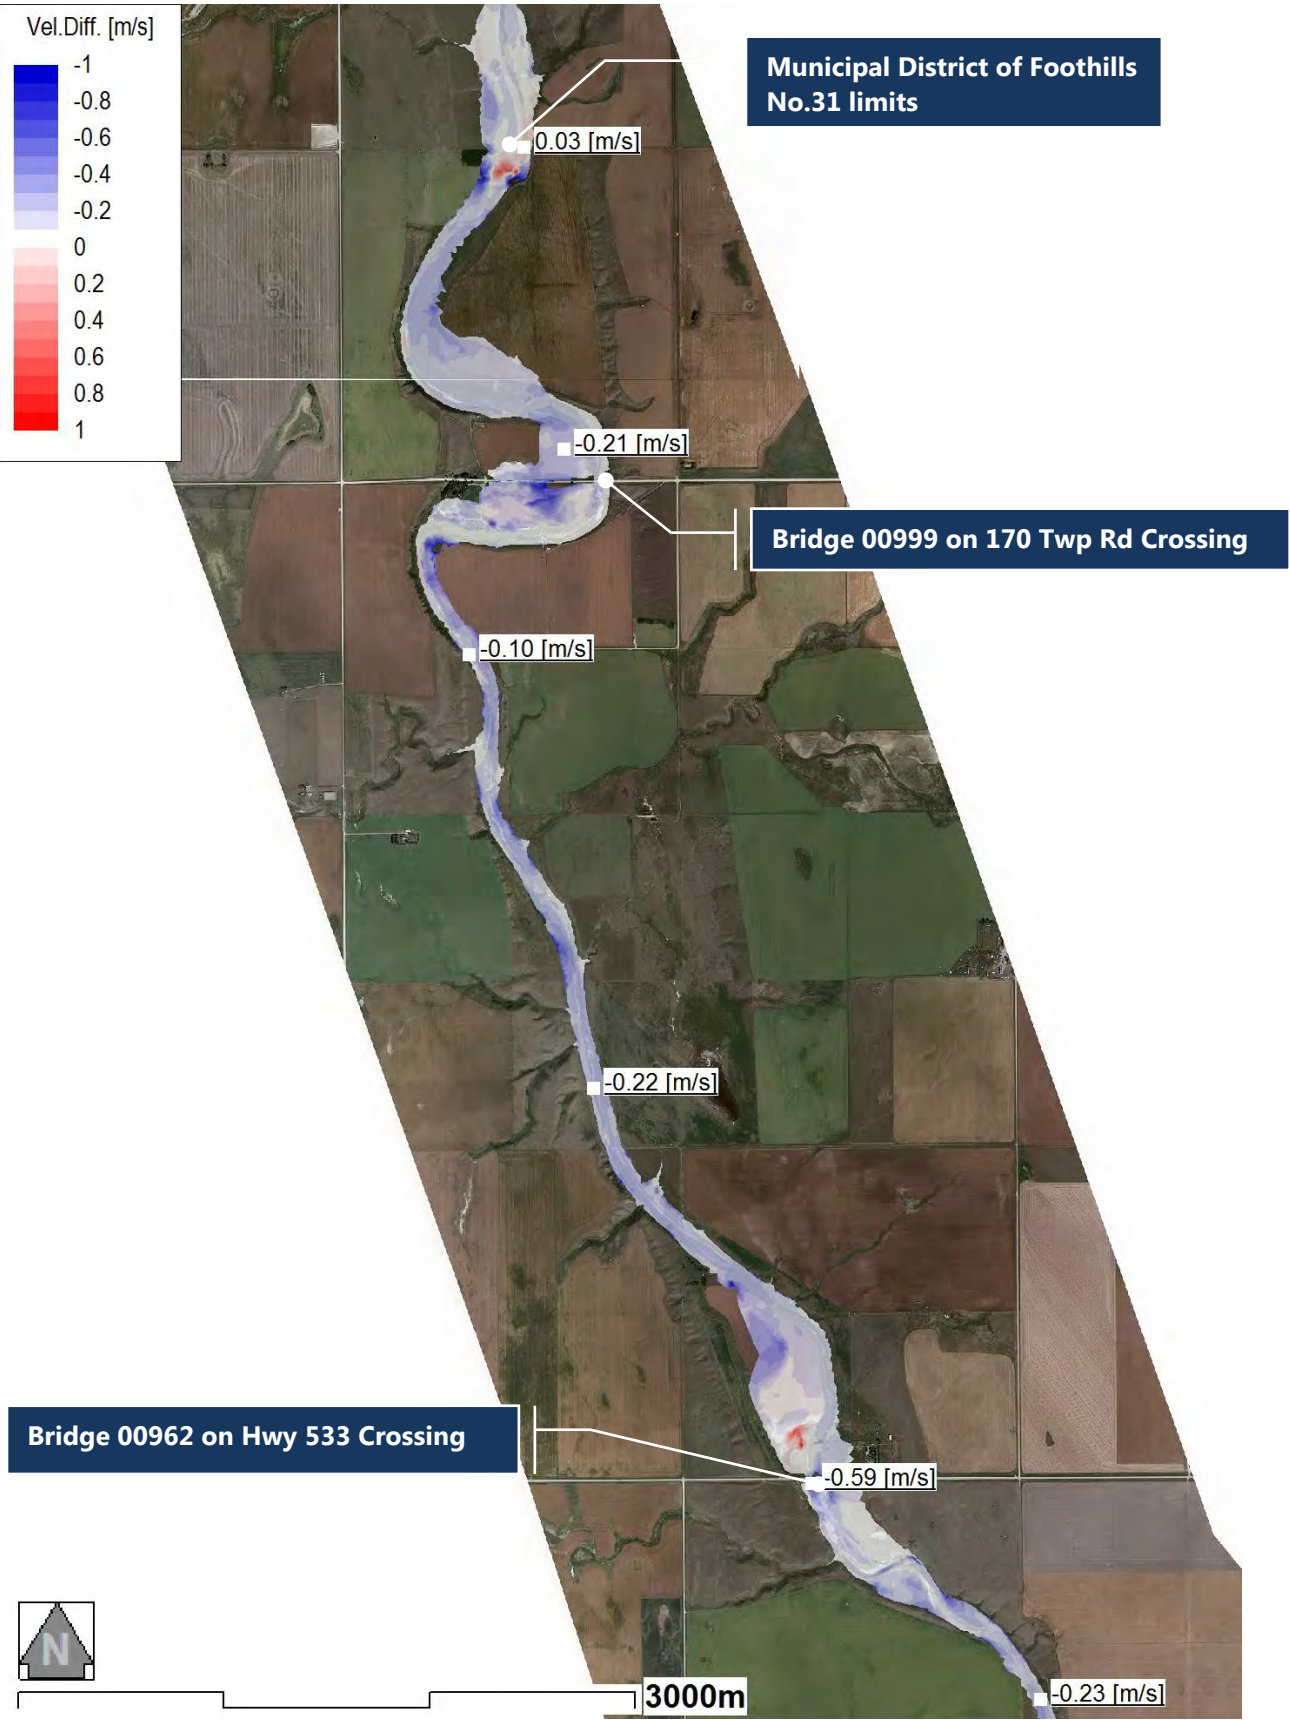 Vel.Diff. [m/s]
-1
-0.8
-0.6
-0.4
-0.2
0
0.2
0.4
0.6
0.8
1
Municipal District of Foothills
No.31 limits
0.03 [m/s]
-0.21 [m/s]
Bridge 00999 on 170 Twp Rd Crossing
-0.10 [m/s]
-0.22 [m/s]
Bridge 00962 on Hwy 533 Crossing
-0.59 [m/s]
N
3000m
-0.23 [m/s]